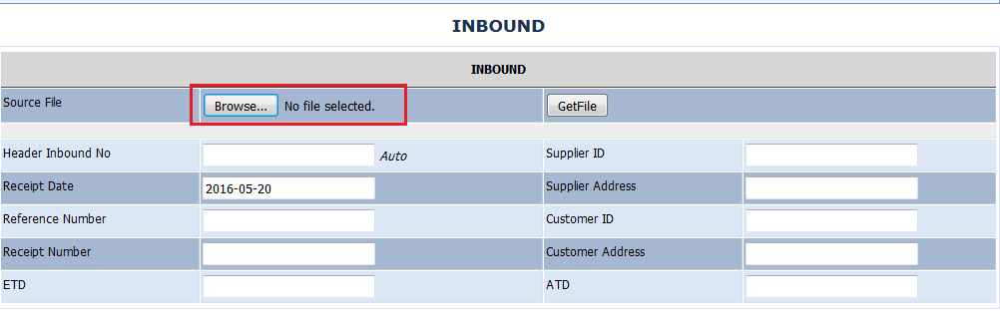 INBOUND
INBOUND
Source File Browse... No file selected. GetFile
Header Inbound No Auto Supplier ID
Receipt Date 2016-05-20 Supplier Address
Reference Number Customer ID
Receipt Number Customer Address
ETD ATD